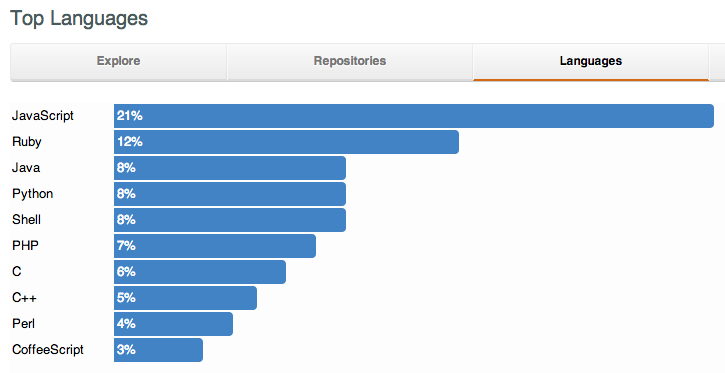 Top Languages
Explore Repositories Languages
JavaScript 21%
Ruby 12%
Java 8%
Python 8%
Shell 8%
PHP 7%
C 6%
C++ 5%
Perl 4%
CoffeeScript 3%